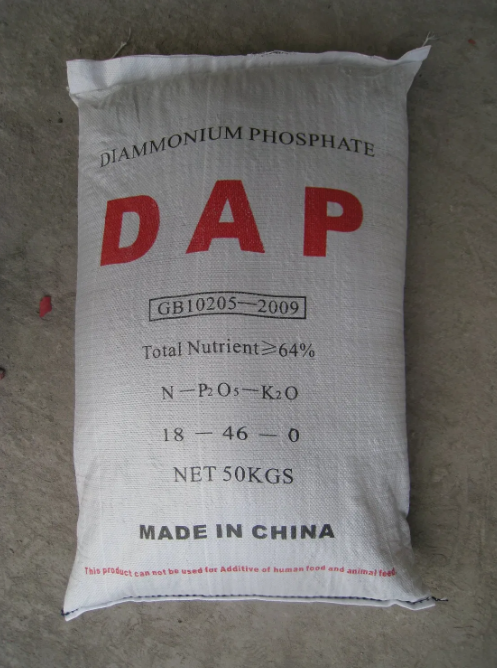 DIAMMONIUM PHOSPHATE
DAP
GB10205—2009
Total Nutrient≥64%
N—P₂O₅—K₂O
18 — 46 — 0
NET 50KGS
MADE IN CHINA
This product can not be used for Additive of human food and animal feed.